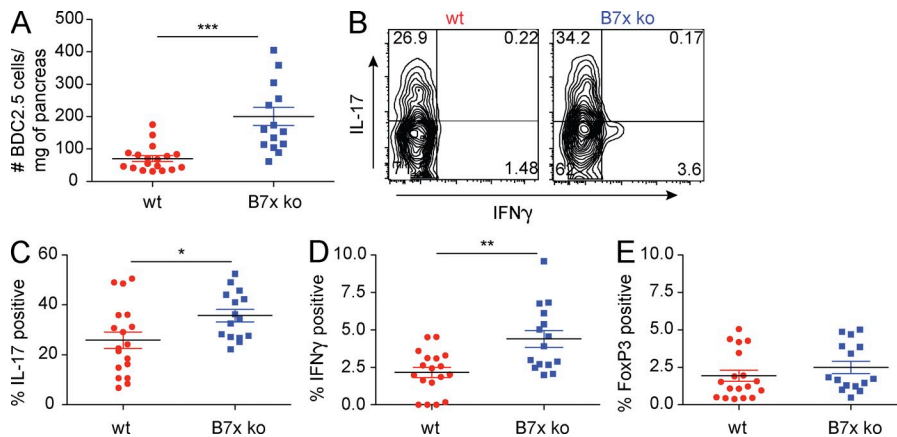 A
# BDC2.5 cells/
mg of pancreas
500
400
300
200
100
0
***
wt
B7x ko
B
wt
B7x ko
26.9
0.22
1.48
34.2
0.17
3.6
IL-17
IFNγ
C
% IL-17 positive
60
40
20
0
*
wt
B7x ko
D
% IFNγ positive
10.0
7.5
5.0
2.5
0.0
**
wt
B7x ko
E
% FoxP3 positive
10.0
7.5
5.0
2.5
0.0
wt
B7x ko